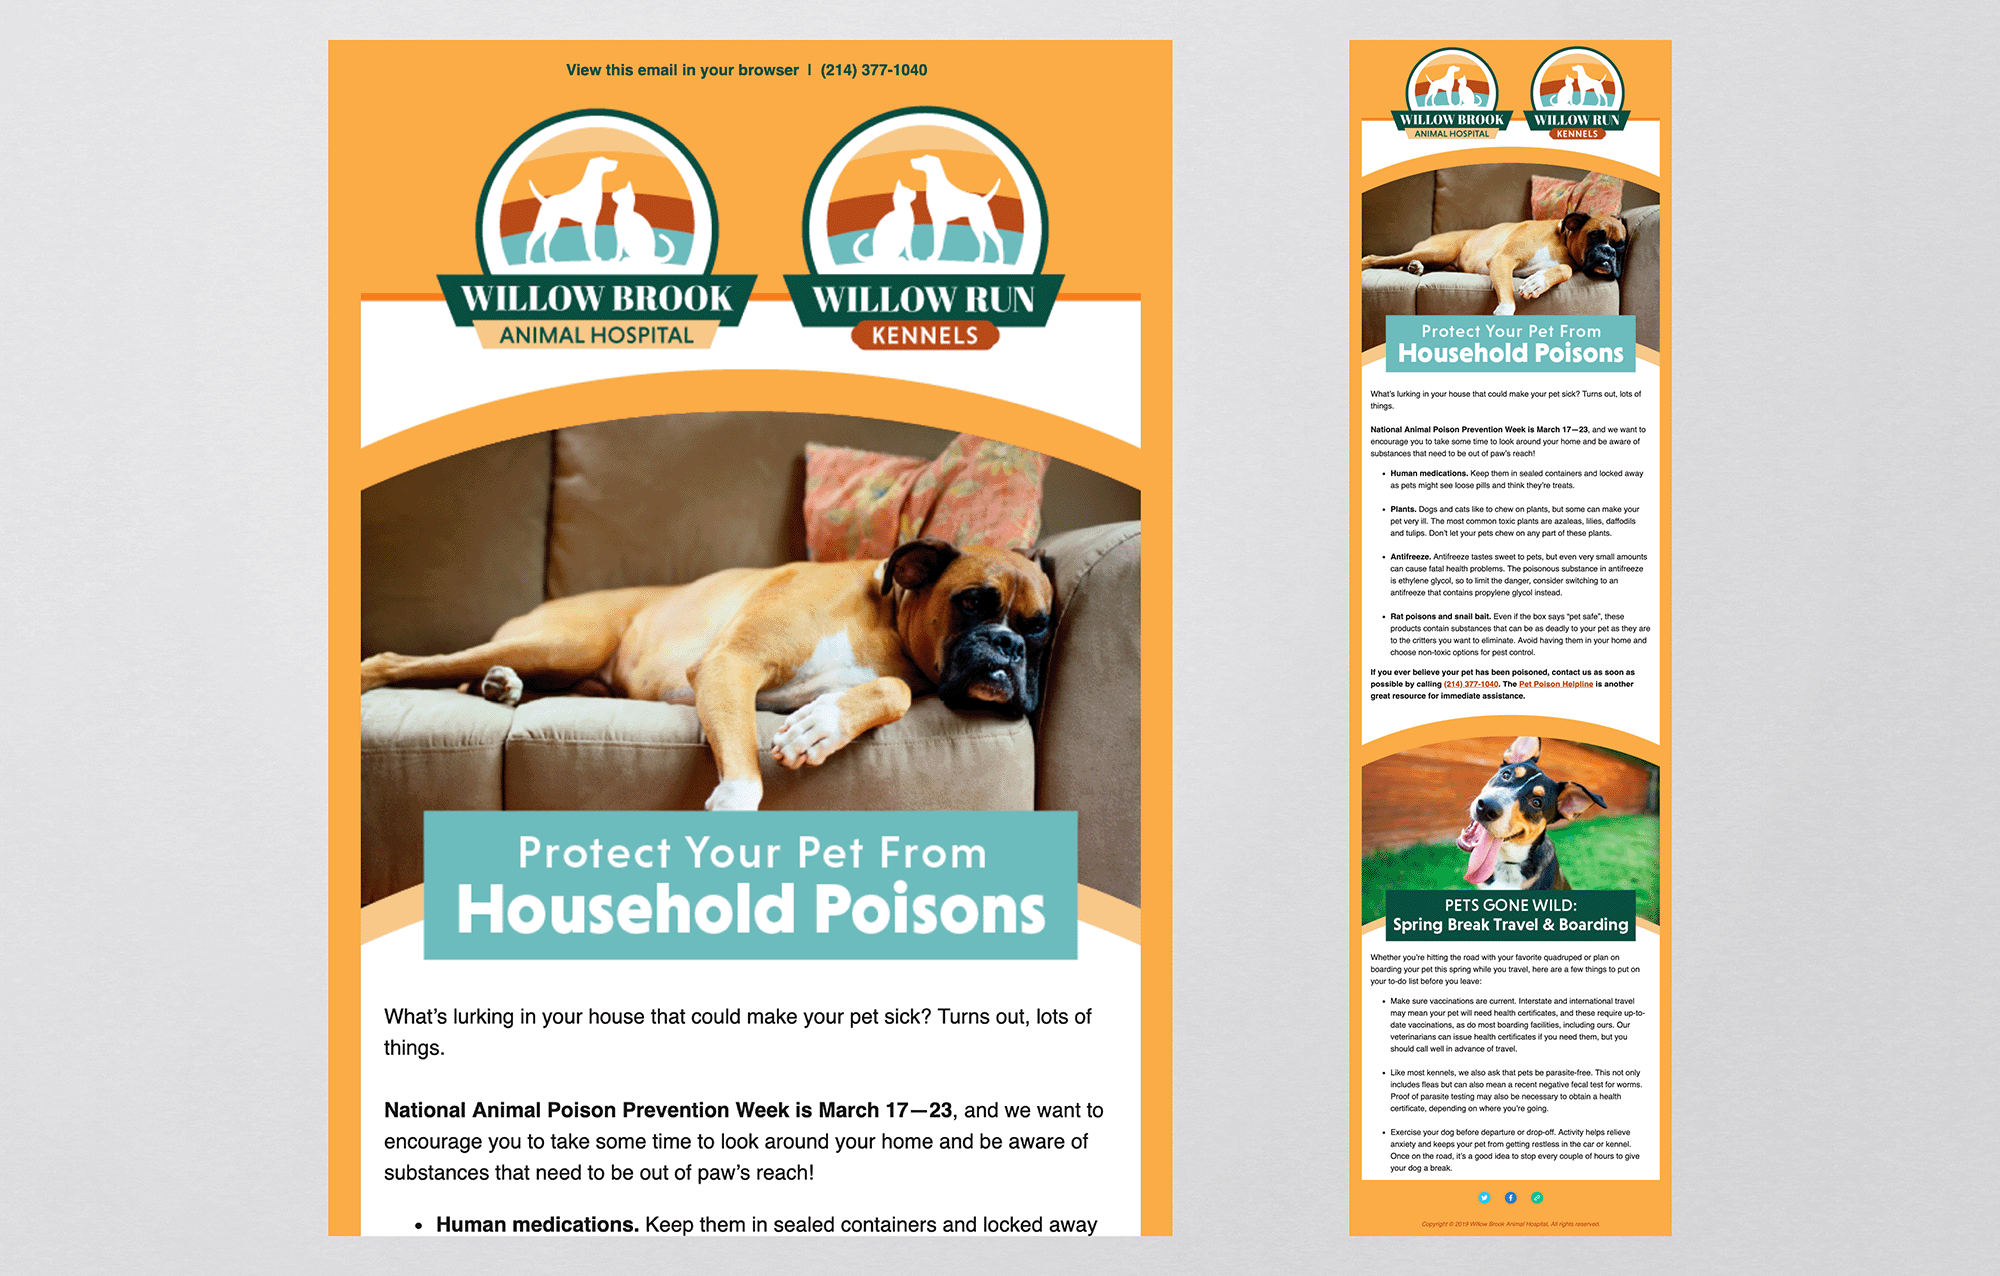 View this email in your browser | (214) 377-1040
WILLOW BROOK
ANIMAL HOSPITAL
WILLOW RUN
KENNELS
Protect Your Pet From
Household Poisons
What's lurking in your house that could make your pet sick? Turns out, lots of
things.
National Animal Poison Prevention Week is March 17—23, and we want to
encourage you to take some time to look around your home and be aware of
substances that need to be out of paw's reach!
• Human medications. Keep them in sealed containers and locked away
WILLOW BROOK
ANIMAL HOSPITAL
WILLOW RUN
KENNELS
Protect Your Pet From
Household Poisons
What's lurking in your house that could make your pet sick? Turns out, lots of
things.
National Animal Poison Prevention Week is March 17—23, and we want to
encourage you to take some time to look around your home and be aware of
substances that need to be out of paw's reach!
• Human medications. Keep them in sealed containers and locked away
as pets might see loose pills and think they're treats.
• Plants. Dogs and cats like to chew on plants, but some can make your
pet very ill. The most common toxic plants are azaleas, lilies, daffodils
and tulips. Don't let your pets chew on any part of these plants.
• Antifreeze. Antifreeze tastes sweet to pets, but even very small amounts
can cause fatal health problems. The poisonous substance in antifreeze
is ethylene glycol, so to limit the danger, consider switching to an
antifreeze that contains propylene glycol instead.
• Rat poisons and snail bait. Even if the box says "pet safe", these
products contain substances that can be as deadly to your pet as they are
to the critters you want to eliminate. Avoid having them in your home and
choose non-toxic options for pest control.
If you ever believe your pet has been poisoned, contact us as soon as
possible by calling (214) 377-1040. The Pet Poison Helpline is another
great resource for immediate assistance.
PETS GONE WILD:
Spring Break Travel & Boarding
Whether you're hitting the road with your favorite quadruped or plan on
boarding your pet this spring while you travel, here are a few things to put on
your to-do list before you leave:
• Make sure vaccinations are current. Interstate and international travel
may mean your pet will need health certificates, and these require up-to-
date vaccinations, as do most boarding facilities, including ours. Our
veterinarians can issue health certificates if you need them, but you
should call well in advance of travel.
• Like most kennels, we also ask that pets be parasite-free. This not only
includes fleas but can also mean a recent negative fecal test for worms.
Proof of parasite testing may also be necessary to obtain a health
certificate, depending on where you're going.
• Exercise your dog before departure or drop-off. Activity helps relieve
anxiety and keeps your pet from getting restless in the car or kennel.
Once on the road, it's a good idea to stop every couple of hours to give
your dog a break.
Copyright © 2019 Willow Brook Animal Hospital, All rights reserved.